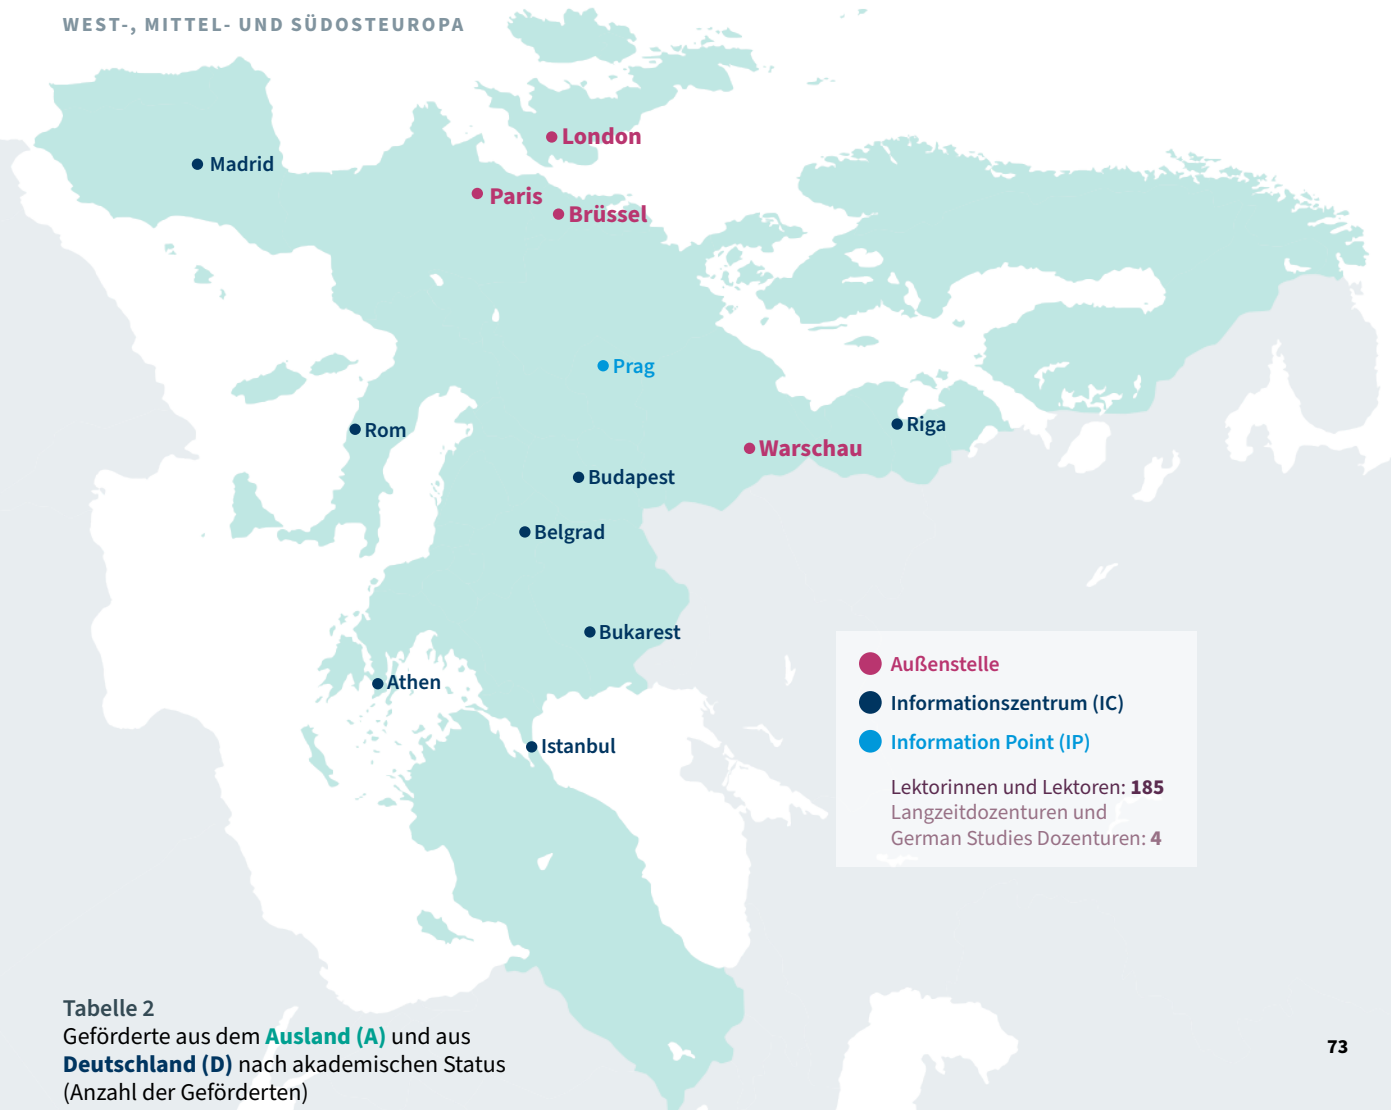 WEST-, MITTEL- UND SÜDOSTEUROPA
London
Madrid
Paris
Brüssel
Prag
Riga
Rom
Warschau
Budapest
Belgrad
Bukarest
Athen
Istanbul
Außenstelle
Informationszentrum (IC)
Information Point (IP)
Lektorinnen und Lektoren: 185
Langzeitdozenturen und
German Studies Dozenturen: 4
Tabelle 2
Geförderte aus dem Ausland (A) und aus
Deutschland (D) nach akademischen Status
(Anzahl der Geförderten)
73